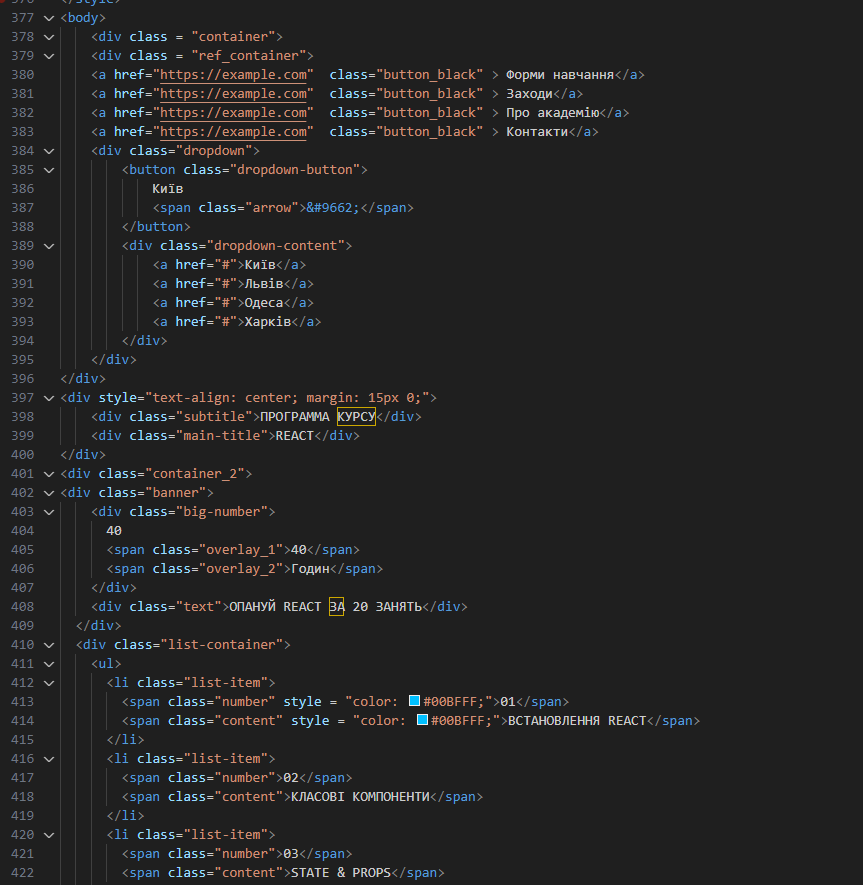 376 </style>
377 <body>
378 <div class = "container">
379 <div class = "ref_container">
380 <a href="https://example.com"  class="button_black" > Форми навчання</a>
381 <a href="https://example.com"  class="button_black" > Заходи</a>
382 <a href="https://example.com"  class="button_black" > Про академію</a>
383 <a href="https://example.com"  class="button_black" > Контакти</a>
384 <div class="dropdown">
385 <button class="dropdown-button">
386 Київ
387 <span class="arrow">&#9662;</span>
388 </button>
389 <div class="dropdown-content">
390 <a href="#">Київ</a>
391 <a href="#">Львів</a>
392 <a href="#">Одеса</a>
393 <a href="#">Харків</a>
394 </div>
395 </div>
396 </div>
397 <div style="text-align: center; margin: 15px 0;">
398 <div class="subtitle">ПРОГРАММА КУРСУ</div>
399 <div class="main-title">REACT</div>
400 </div>
401 <div class="container_2">
402 <div class="banner">
403 <div class="big-number">
404 40
405 <span class="overlay_1">40</span>
406 <span class="overlay_2">Годин</span>
407 </div>
408 <div class="text">ОПАНУЙ REACT ЗА 20 ЗАНЯТЬ</div>
409 </div>
410 <div class="list-container">
411 <ul>
412 <li class="list-item">
413 <span class="number" style = "color: #00BFFF;">01</span>
414 <span class="content" style = "color: #00BFFF;">ВСТАНОВЛЕННЯ REACT</span>
415 </li>
416 <li class="list-item">
417 <span class="number">02</span>
418 <span class="content">КЛАСОВІ КОМПОНЕНТИ</span>
419 </li>
420 <li class="list-item">
421 <span class="number">03</span>
422 <span class="content">STATE & PROPS</span>